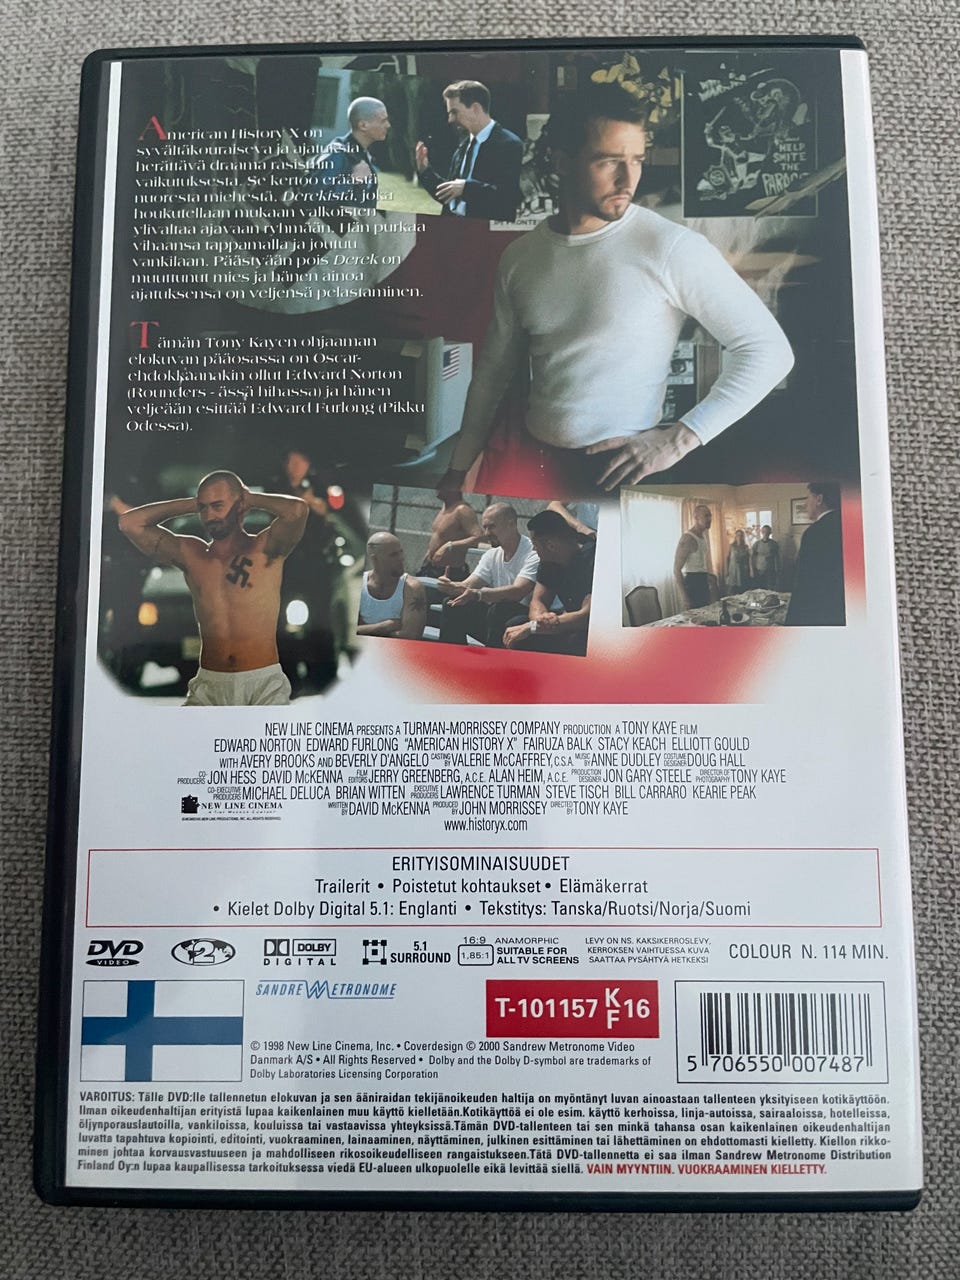 American History X on
syvältäkouraiseva ja ajatuksia
herättävä draama rasismin
vaikutuksesta. Se kertoo eräästä
nuoresta miehestä, Derekistä, joka
houkutellaan mukaan valkoisten
ylivaltaa ajavaan ryhmään. Hän purkaa
vihaansa tappamalla ja joutuu
vankilaan. Päästyään pois Derek on
muuttunut mies ja hänen ainoa
ajatuksensa on veljensä pelastaminen.
Tämän Tony Kayen ohjaaman
elokuvan pääosassa on Oscar-
ehdokkaanakin ollut Edward Norton
(Rounders - ässä hihassa) ja hänen
veljeään esittää Edward Furlong (Pikku
Odessa).
HELP
SMITE
THE
NEW LINE CINEMA PRESENTS A TURMAN-MORRISSEY COMPANY PRODUCTION A TONY KAYE FILM
EDWARD NORTON EDWARD FURLONG "AMERICAN HISTORY X" FAIRUZA BALK STACY KEACH ELLIOTT GOULD
WITH AVERY BROOKS AND BEVERLY D'ANGELO CASTING BY VALERIE McCAFFREY, C.S.A. MUSIC BY ANNE DUDLEY COSTUME DESIGNER DOUG HALL
CO-PRODUCERS JON HESS DAVID McKENNA FILM EDITORS JERRY GREENBERG, A.C.E. ALAN HEIM, A.C.E. PRODUCTION DESIGNER JON GARY STEELE DIRECTOR OF PHOTOGRAPHY TONY KAYE
CO-EXECUTIVE PRODUCERS MICHAEL DELUCA BRIAN WITTEN EXECUTIVE PRODUCERS LAWRENCE TURMAN STEVE TISCH BILL CARRARO KEARIE PEAK
NEW LINE CINEMA WRITTEN BY DAVID McKENNA PRODUCED BY JOHN MORRISSEY DIRECTED BY TONY KAYE
www.historyx.com
ERITYISOMINAISUUDET
Trailerit • Poistetut kohtaukset • Elämäkerrat
• Kielet Dolby Digital 5.1: Englanti • Tekstitys: Tanska/Ruotsi/Norja/Suomi
DVD VIDEO
2
DOLBY DIGITAL
5.1 SURROUND
16:9
1,85:1
ANAMORPHIC
SUITABLE FOR
ALL TV SCREENS
LEVY ON NS. KAKSIKERROSLEVY,
KERROKSEN VAIHTUESSA KUVA
SAATTAA PYSÄHTYÄ HETKEKSI
COLOUR N. 114 MIN.
SANDREW METRONOME
T-101157 K F 16
© 1998 New Line Cinema, Inc. • Coverdesign © 2000 Sandrew Metronome Video
Danmark A/S • All Rights Reserved • Dolby and the Dolby D-symbol are trademarks of
Dolby Laboratories Licensing Corporation
5 706550 007487
VAROITUS: Tälle DVD:lle tallennetun elokuvan ja sen ääniraidan tekijänoikeuden haltija on myöntänyt luvan ainoastaan tallenteen yksityiseen kotikäyttöön.
Ilman oikeudenhaltijan erityistä lupaa kaikenlainen muu käyttö kielletään.Kotikäyttöä ei ole esim. käyttö kerhoissa, linja-autoissa, sairaaloissa, hotelleissa,
öljynporauslautoilla, vankiloissa, kouluissa tai vastaavissa yhteyksissä.Tämän DVD-tallenteen tai sen minkä tahansa osan kaikenlainen oikeudenhaltijan
luvatta tapahtuva kopiointi, editointi, vuokraaminen, lainaaminen, näyttäminen, julkinen esittäminen tai lähettäminen on ehdottomasti kielletty. Kiellon rikko-
minen johtaa korvausvastuuseen ja mahdolliseen rikosoikeudelliseen rangaistukseen.Tätä DVD-tallennetta ei saa ilman Sandrew Metronome Distribution
Finland Oy:n lupaa kaupallisessa tarkoituksessa viedä EU-alueen ulkopuolelle eikä levittää siellä. VAIN MYYNTIIN. VUOKRAAMINEN KIELLETTY.